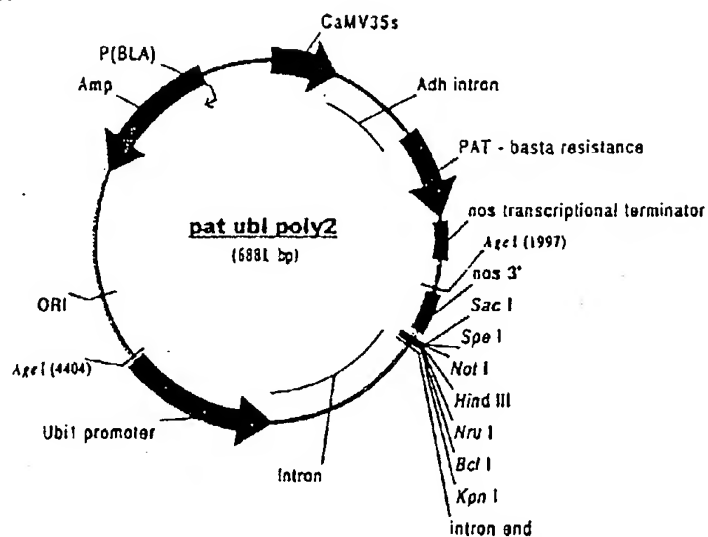 CaMV35s
P(BLA)
Amp
Adh intron
PAT - basta resistance
pat ubi poly2
(6881 bp)
nos transcriptional terminator
Age I (1997)
nos 3'
ORI
Sac I
Spe I
Age I (4404)
Not I
Hind III
Nru I
Ubi1 promoter
Bcl I
Intron
Kpn I
intron end